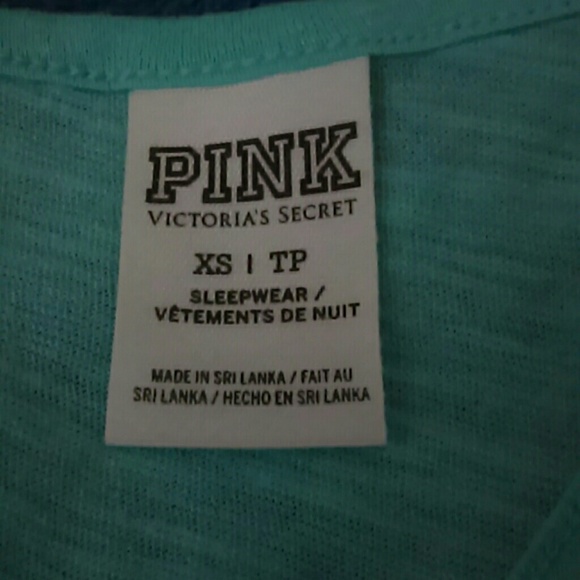 PINK
VICTORIA'S SECRET
XS | TP
SLEEPWEAR /
VÊTEMENTS DE NUIT
MADE IN SRI LANKA / FAIT AU
SRI LANKA / HECHO EN SRI LANKA